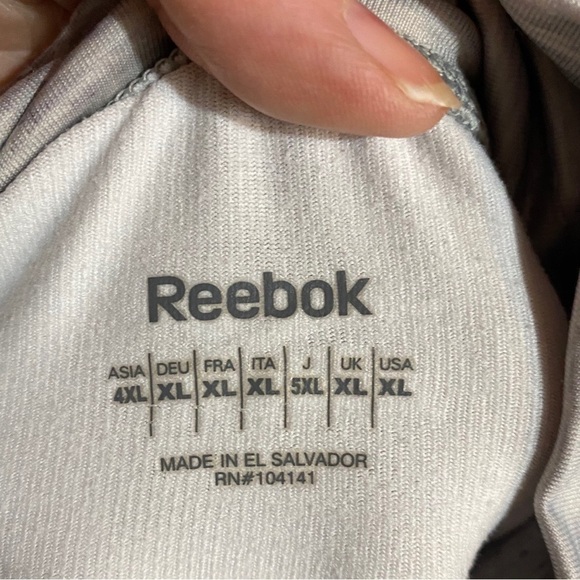 Reebok
ASIA DEU FRA ITA J UK USA
4XL XL XL XL 5XL XL XL
MADE IN EL SALVADOR
RN#104141